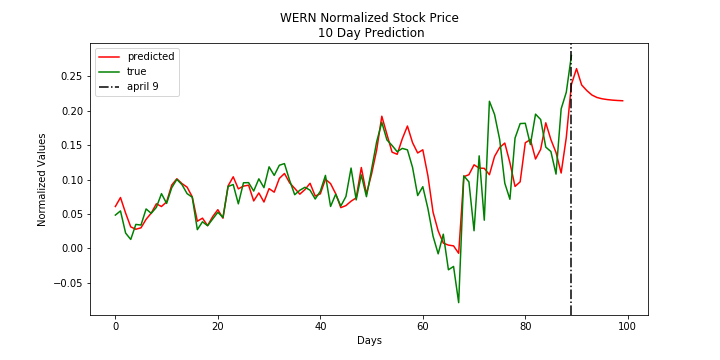 WERN Normalized Stock Price
10 Day Prediction
predicted
true
april 9
Normalized Values
0.25
0.20
0.15
0.10
0.05
0.00
−0.05
0
20
40
60
80
100
Days